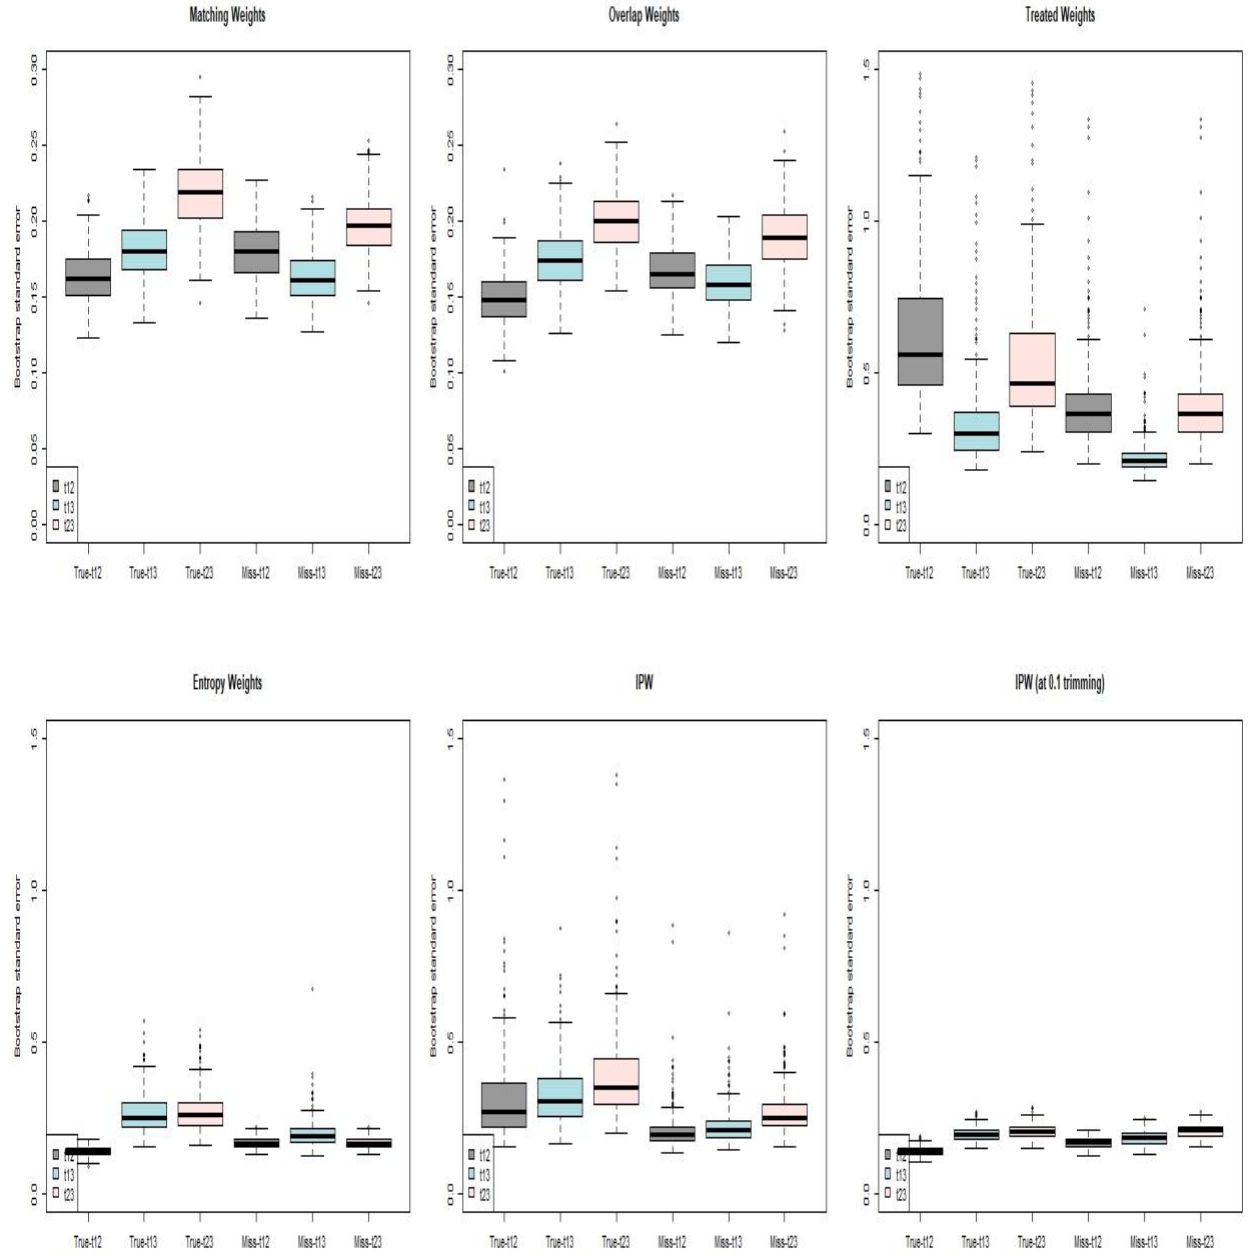 Matching Weights
Bootstrap standard error
0.30
0.25
0.20
0.15
0.10
0.05
0.00
t12
t13
t23
True-t12 True-t13 True-t23 Miss-t12 Miss-t13 Miss-t23
Overlap Weights
Bootstrap standard error
0.30
0.25
0.20
0.15
0.10
0.05
0.00
t12
t13
t23
True-t12 True-t13 True-t23 Miss-t12 Miss-t13 Miss-t23
Treated Weights
Bootstrap standard error
1.5
1.0
0.5
0.0
t12
t13
t23
True-t12 True-t13 True-t23 Miss-t12 Miss-t13 Miss-t23
Entropy Weights
Bootstrap standard error
1.5
1.0
0.5
0.0
t12
t13
t23
True-t12 True-t13 True-t23 Miss-t12 Miss-t13 Miss-t23
IPW
Bootstrap standard error
1.5
1.0
0.5
0.0
t12
t13
t23
True-t12 True-t13 True-t23 Miss-t12 Miss-t13 Miss-t23
IPW (at 0.1 trimming)
Bootstrap standard error
1.5
1.0
0.5
0.0
t12
t13
t23
True-t12 True-t13 True-t23 Miss-t12 Miss-t13 Miss-t23